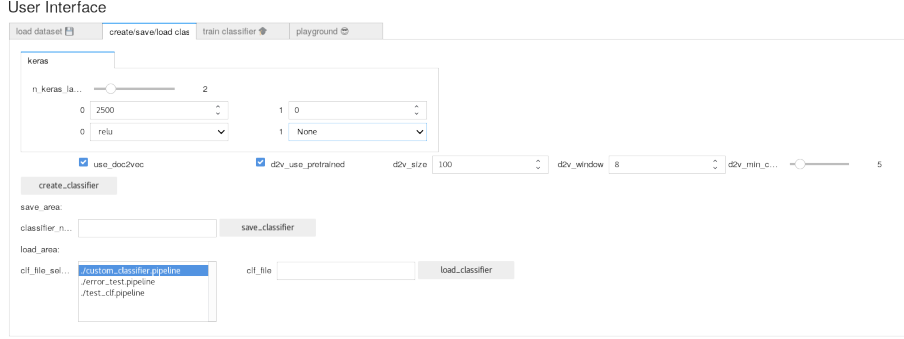 User Interface
load dataset 💾 create/save/load clas train classifier 🎓 playground 😎
keras
n_keras_la... 2
0 2500 1 0
0 relu 1 None
use_doc2vec d2v_use_pretrained d2v_size 100 d2v_window 8 d2v_min_c... 5
create_classifier
save_area:
classifier_n... save_classifier
load_area:
clf_file_sel... ./custom_classifier.pipeline clf_file load_classifier
./error_test.pipeline
./test_clf.pipeline